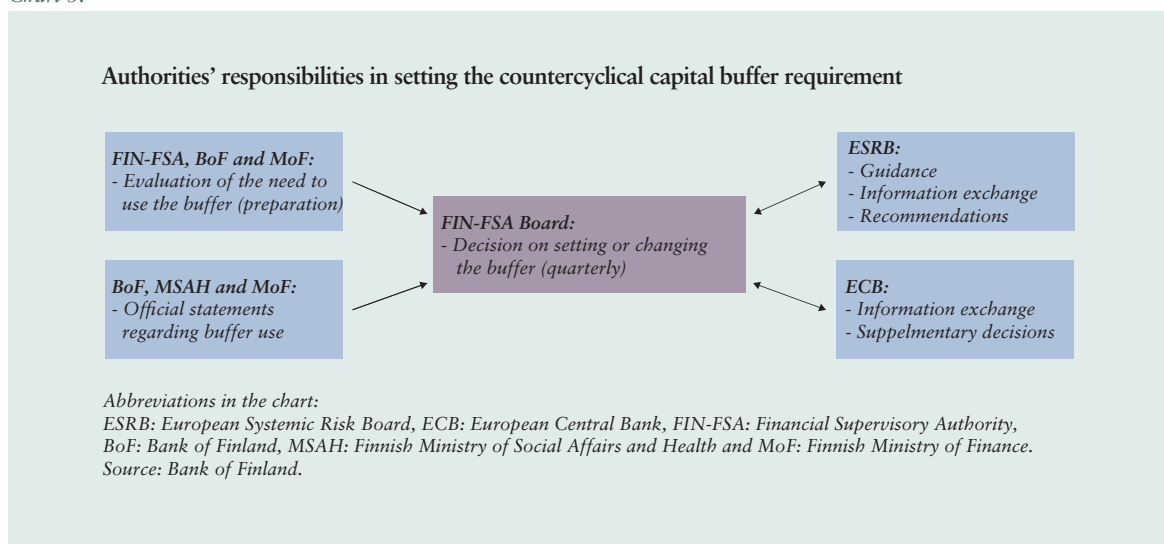 Authorities’ responsibilities in setting the countercyclical capital buffer requirement
FIN-FSA, BoF and MoF:
- Evaluation of the need to
use the buffer (preparation)
BoF, MSAH and MoF:
- Official statements
regarding buffer use
FIN-FSA Board:
- Decision on setting or changing
the buffer (quarterly)
ESRB:
- Guidance
- Information exchange
- Recommendations
ECB:
- Information exchange
- Suppelmentary decisions
Abbreviations in the chart:
ESRB: European Systemic Risk Board, ECB: European Central Bank, FIN-FSA: Financial Supervisory Authority,
BoF: Bank of Finland, MSAH: Finnish Ministry of Social Affairs and Health and MoF: Finnish Ministry of Finance.
Source: Bank of Finland.